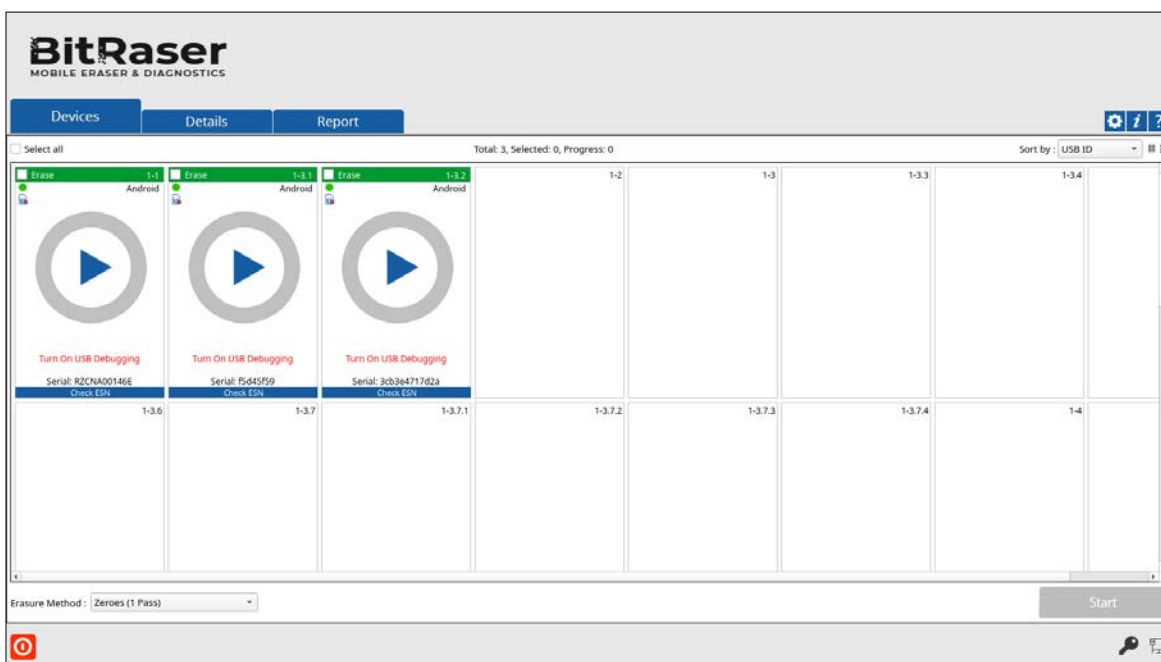 BitRaser
MOBILE ERASER & DIAGNOSTICS
Devices Details Report
i ?
Select all Total: 3, Selected: 0, Progress: 0 Sort by : USB ID
Erase 1-1 Erase 1-3.1 Erase 1-3.2 1-2 1-3 1-3.3 1-3.4
Android Android Android
Turn On USB Debugging Turn On USB Debugging Turn On USB Debugging
Serial: RZCNA00146E Serial: f5d45f59 Serial: 3cb3e4717d2a
Check ESN Check ESN Check ESN
1-3.6 1-3.7 1-3.7.1 1-3.7.2 1-3.7.3 1-3.7.4 1-4
Erasure Method : Zeroes (1 Pass) Start